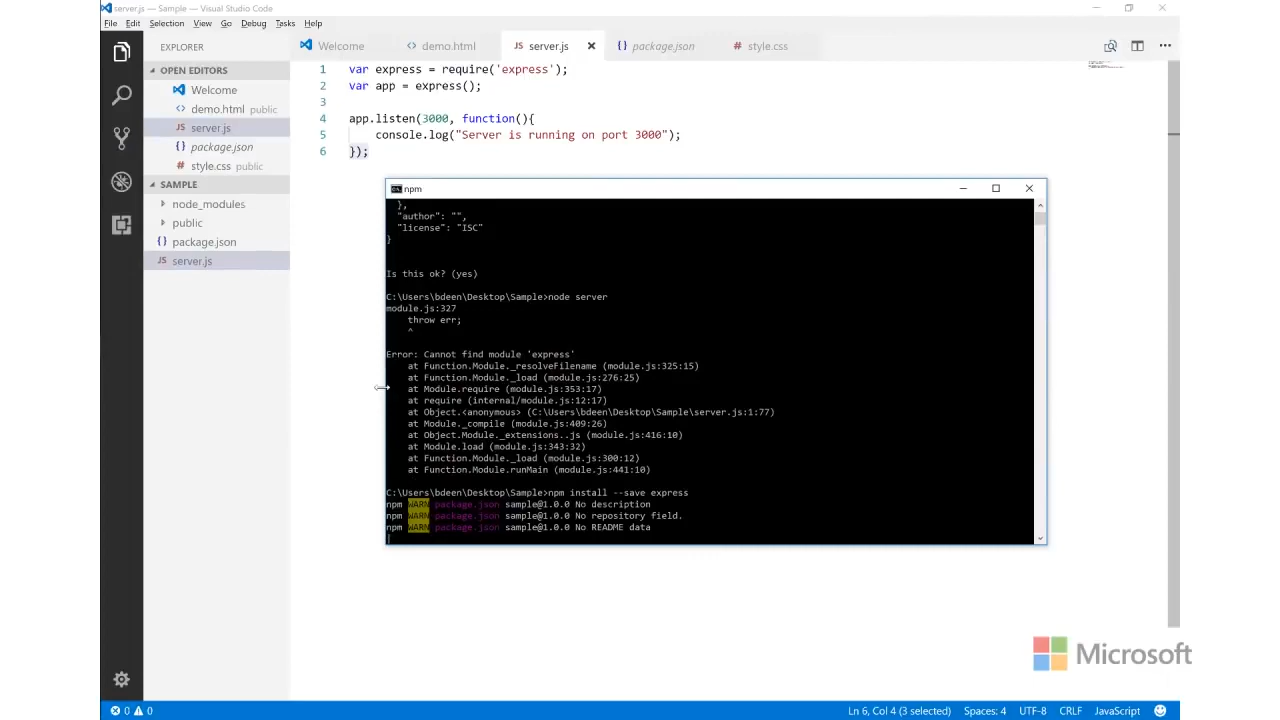 server.js - Sample - Visual Studio Code
File Edit Selection View Go Debug Tasks Help
EXPLORER
OPEN EDITORS
Welcome
demo.html public
server.js
package.json
style.css public
SAMPLE
node_modules
public
package.json
server.js
Welcome demo.html server.js package.json style.css
1 var express = require('express');
2 var app = express();
3
4 app.listen(3000, function(){
5 console.log("Server is running on port 3000");
6 });
npm
},
"author": "",
"license": "ISC"
}
Is this ok? (yes)
C:\Users\bdeen\Desktop\Sample>node server
module.js:327
throw err;
^
Error: Cannot find module 'express'
at Function.Module._resolveFilename (module.js:325:15)
at Function.Module._load (module.js:276:25)
at Module.require (module.js:353:17)
at require (internal/module.js:12:17)
at Object.<anonymous> (C:\Users\bdeen\Desktop\Sample\server.js:1:77)
at Module._compile (module.js:409:26)
at Object.Module._extensions..js (module.js:416:10)
at Module.load (module.js:343:32)
at Function.Module._load (module.js:300:12)
at Function.Module.runMain (module.js:441:10)
C:\Users\bdeen\Desktop\Sample>npm install --save express
npm WARN package.json sample@1.0.0 No description
npm WARN package.json sample@1.0.0 No repository field.
npm WARN package.json sample@1.0.0 No README data
Microsoft
0 0 Ln 6, Col 4 (3 selected) Spaces: 4 UTF-8 CRLF JavaScript